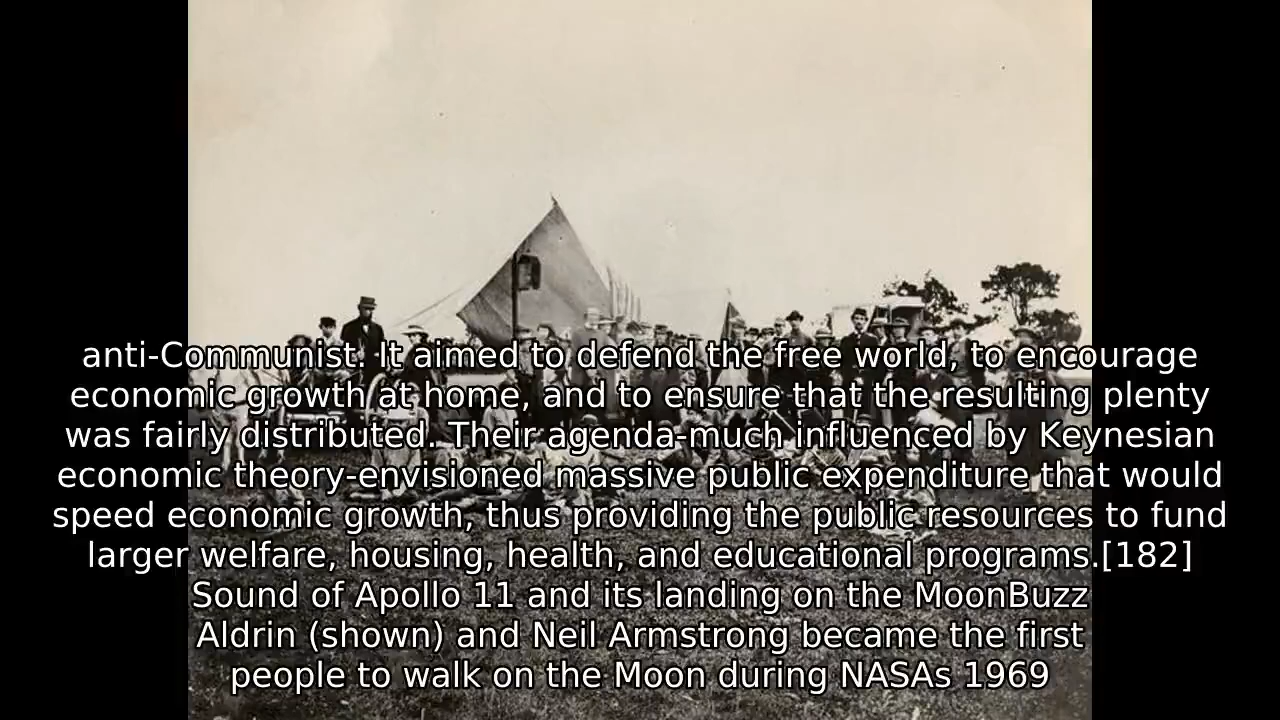 anti-Communist. It aimed to defend the free world, to encourage
economic growth at home, and to ensure that the resulting plenty
was fairly distributed. Their agenda-much influenced by Keynesian
economic theory-envisioned massive public expenditure that would
speed economic growth, thus providing the public resources to fund
larger welfare, housing, health, and educational programs.[182]
Sound of Apollo 11 and its landing on the MoonBuzz
Aldrin (shown) and Neil Armstrong became the first
people to walk on the Moon during NASAs 1969